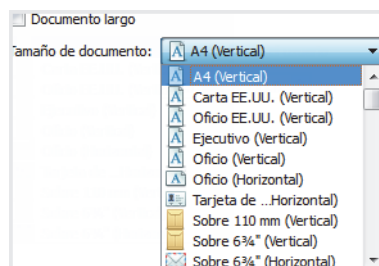 Documento largo
Tamaño de documento: A4 (Vertical)
A4 (Vertical)
Carta EE.UU. (Vertical)
Oficio EE.UU. (Vertical)
Ejecutivo (Vertical)
Oficio (Vertical)
Oficio (Horizontal)
Tarjeta de ...Horizontal)
Sobre 110 mm (Vertical)
Sobre 6¾" (Vertical)
Sobre 6¾" (Horizontal)